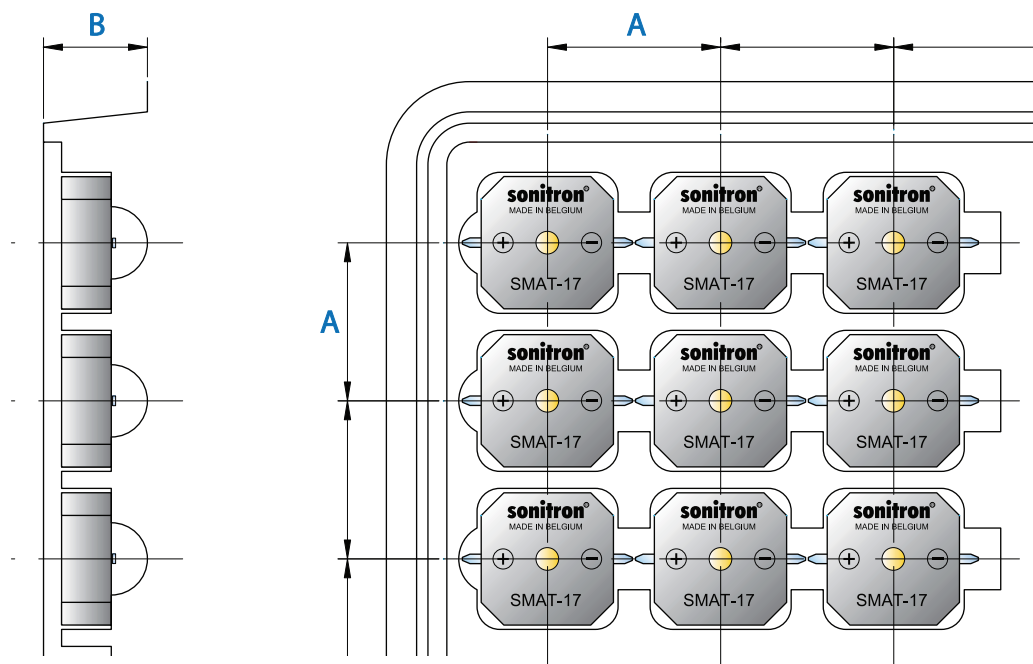 B
A
A
sonitron®
MADE IN BELGIUM
+ −
SMAT-17
sonitron®
MADE IN BELGIUM
+ −
SMAT-17
sonitron®
MADE IN BELGIUM
+ −
SMAT-17
sonitron®
MADE IN BELGIUM
+ −
SMAT-17
sonitron®
MADE IN BELGIUM
+ −
SMAT-17
sonitron®
MADE IN BELGIUM
+ −
SMAT-17
sonitron®
MADE IN BELGIUM
+ −
SMAT-17
sonitron®
MADE IN BELGIUM
+ −
SMAT-17
sonitron®
MADE IN BELGIUM
+ −
SMAT-17